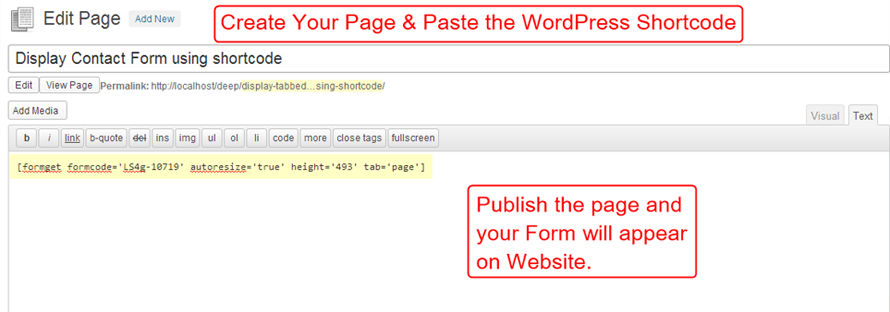 Edit Page Add New
Create Your Page & Paste the WordPress Shortcode
Display Contact Form using shortcode
Edit View Page Permalink: http://localhost/deep/display-tabbed...sing-shortcode/
Add Media
Visual Text
b i link b-quote del ins img ul ol li code more close tags fullscreen
[formget formcode='LS4g-10719' autoresize='true' height='493' tab='page']
Publish the page and
your Form will appear
on Website.